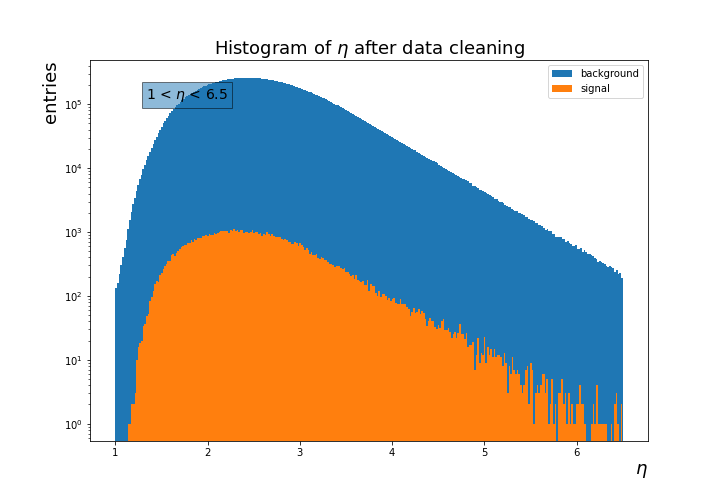 Histogram of η after data cleaning
entries
1 < η < 6.5
background
signal
10⁵
10⁴
10³
10²
10¹
10⁰
1 2 3 4 5 6
η